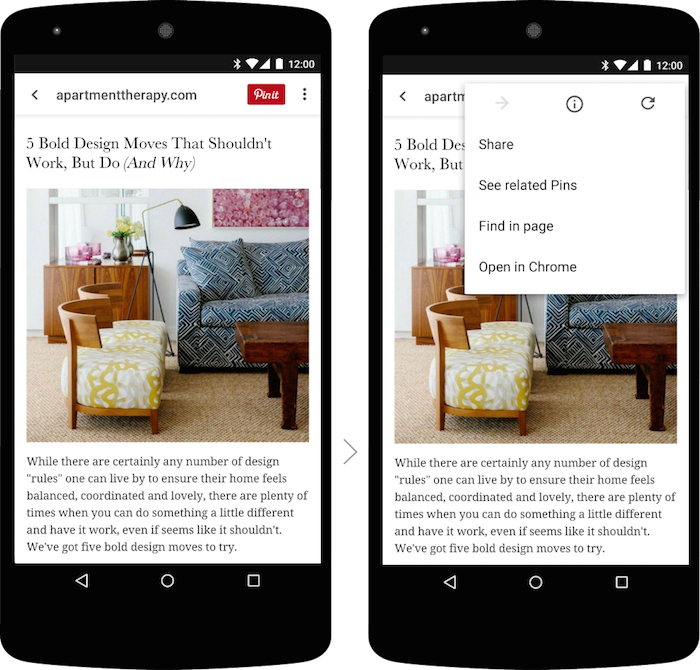 12:00
apartmenttherapy.com
Pin it
5 Bold Design Moves That Shouldn't
Work, But Do (And Why)
While there are certainly any number of design
"rules" one can live by to ensure their home feels
balanced, coordinated and lovely, there are plenty of
times when you can do something a little different
and have it work, even if seems like it shouldn't.
We've got five bold design moves to try.
12:00
apartm
5 Bold Des
Work, But
Share
See related Pins
Find in page
Open in Chrome
While there are certainly any number of design
"rules" one can live by to ensure their home feels
balanced, coordinated and lovely, there are plenty of
times when you can do something a little different
and have it work, even if seems like it shouldn't.
We've got five bold design moves to try.